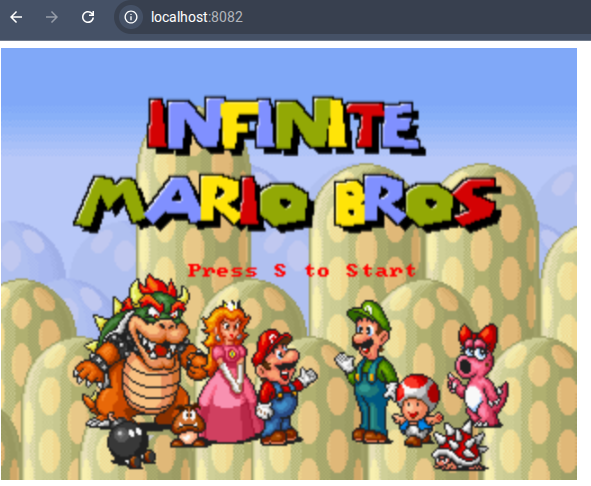 localhost:8082
INFINITE
MARIO BROS
Press S to Start